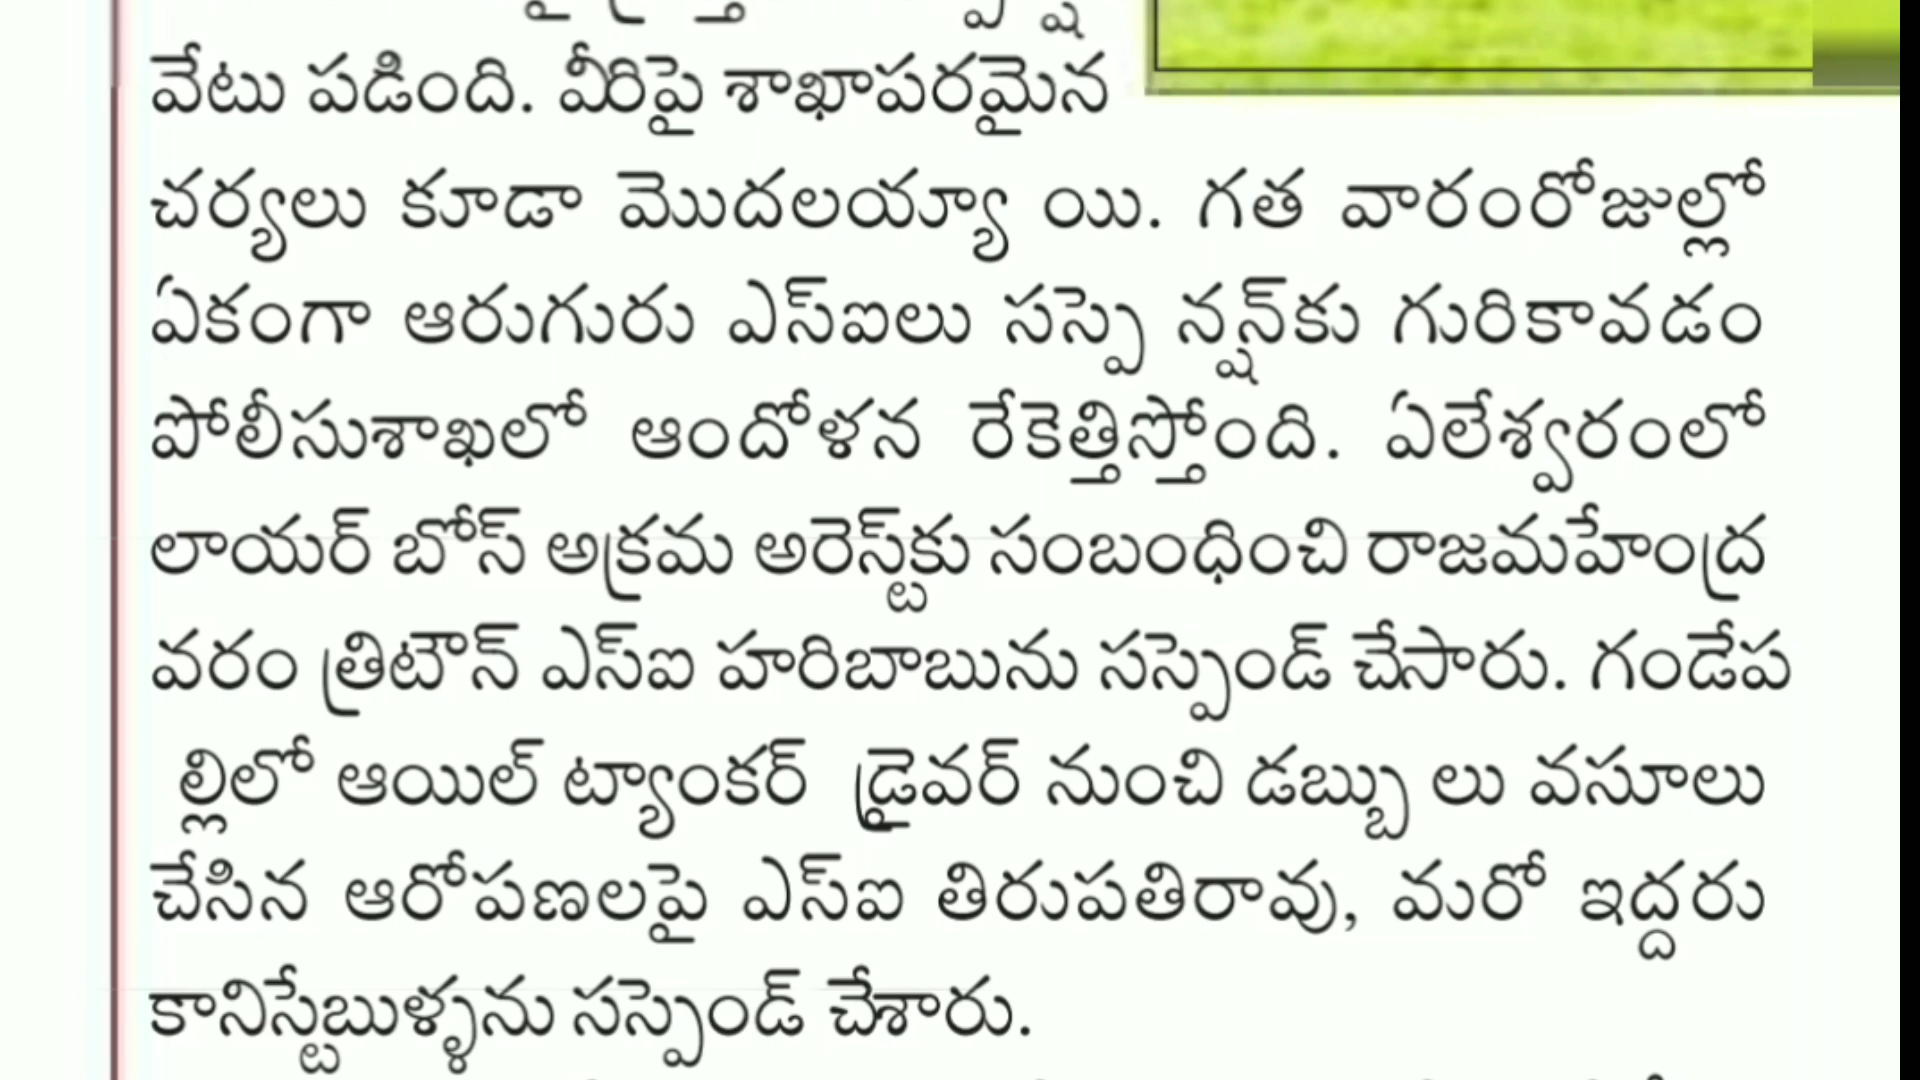 వేటు పడింది. వీరిపై శాఖాపరమైన
చర్యలు కూడా మొదలయ్యా యి. గత వారంరోజుల్లో
ఏకంగా ఆరుగురు ఎస్ఐలు సస్పె న్షన్‌కు గురికావడం
పోలీసుశాఖలో ఆందోళన రేకెత్తిస్తోంది. ఏలేశ్వరంలో
లాయర్ బోస్ అక్రమ అరెస్ట్‌కు సంబంధించి రాజమహేంద్ర
వరం త్రిటౌన్ ఎస్ఐ హరిబాబును సస్పెండ్ చేసారు. గండేప
ల్లిలో ఆయిల్ ట్యాంకర్ డ్రైవర్ నుంచి డబ్బు లు వసూలు
చేసిన ఆరోపణలపై ఎస్ఐ తిరుపతిరావు, మరో ఇద్దరు
కానిస్టేబుళ్ళను సస్పెండ్ చేశారు.